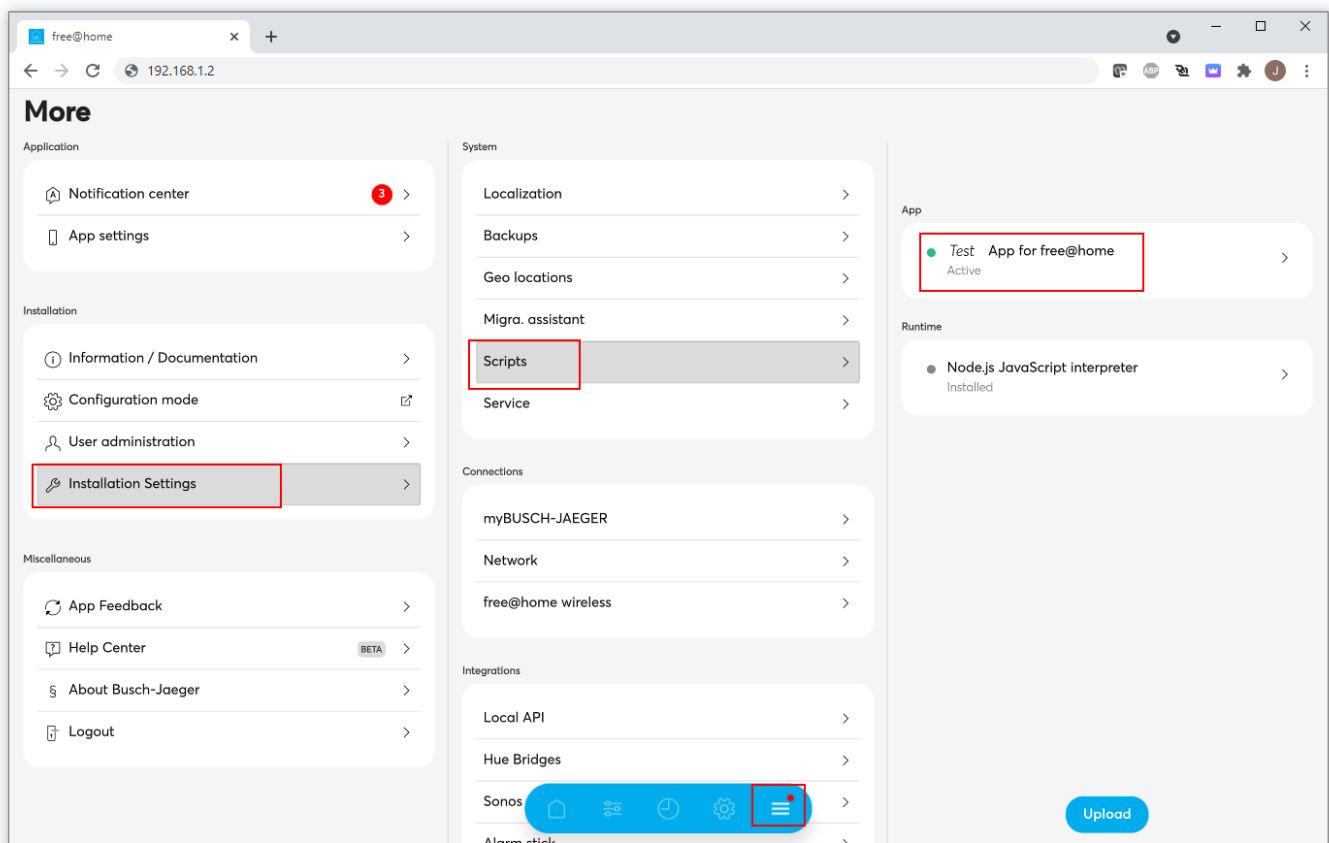 free@home
192.168.1.2
ABP
J
More
Application
Notification center
3
App settings
Installation
Information / Documentation
Configuration mode
User administration
Installation Settings
Miscellaneous
App Feedback
Help Center
BETA
§ About Busch-Jaeger
Logout
System
Localization
Backups
Geo locations
Migra. assistant
Scripts
Service
Connections
myBUSCH-JAEGER
Network
free@home wireless
Integrations
Local API
Hue Bridges
Sonos
Alarm stick
App
Test App for free@home
Active
Runtime
Node.js JavaScript interpreter
Installed
Upload